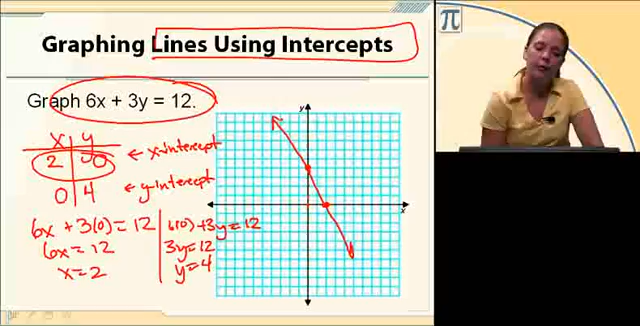 π
Graphing Lines Using Intercepts
Graph 6x + 3y = 12.
x | y
2 | 0 ← x-intercept
0 | 4 ← y-intercept
6x + 3(0) = 12
6x = 12
x = 2
6(0) + 3y = 12
3y = 12
y = 4
y
x